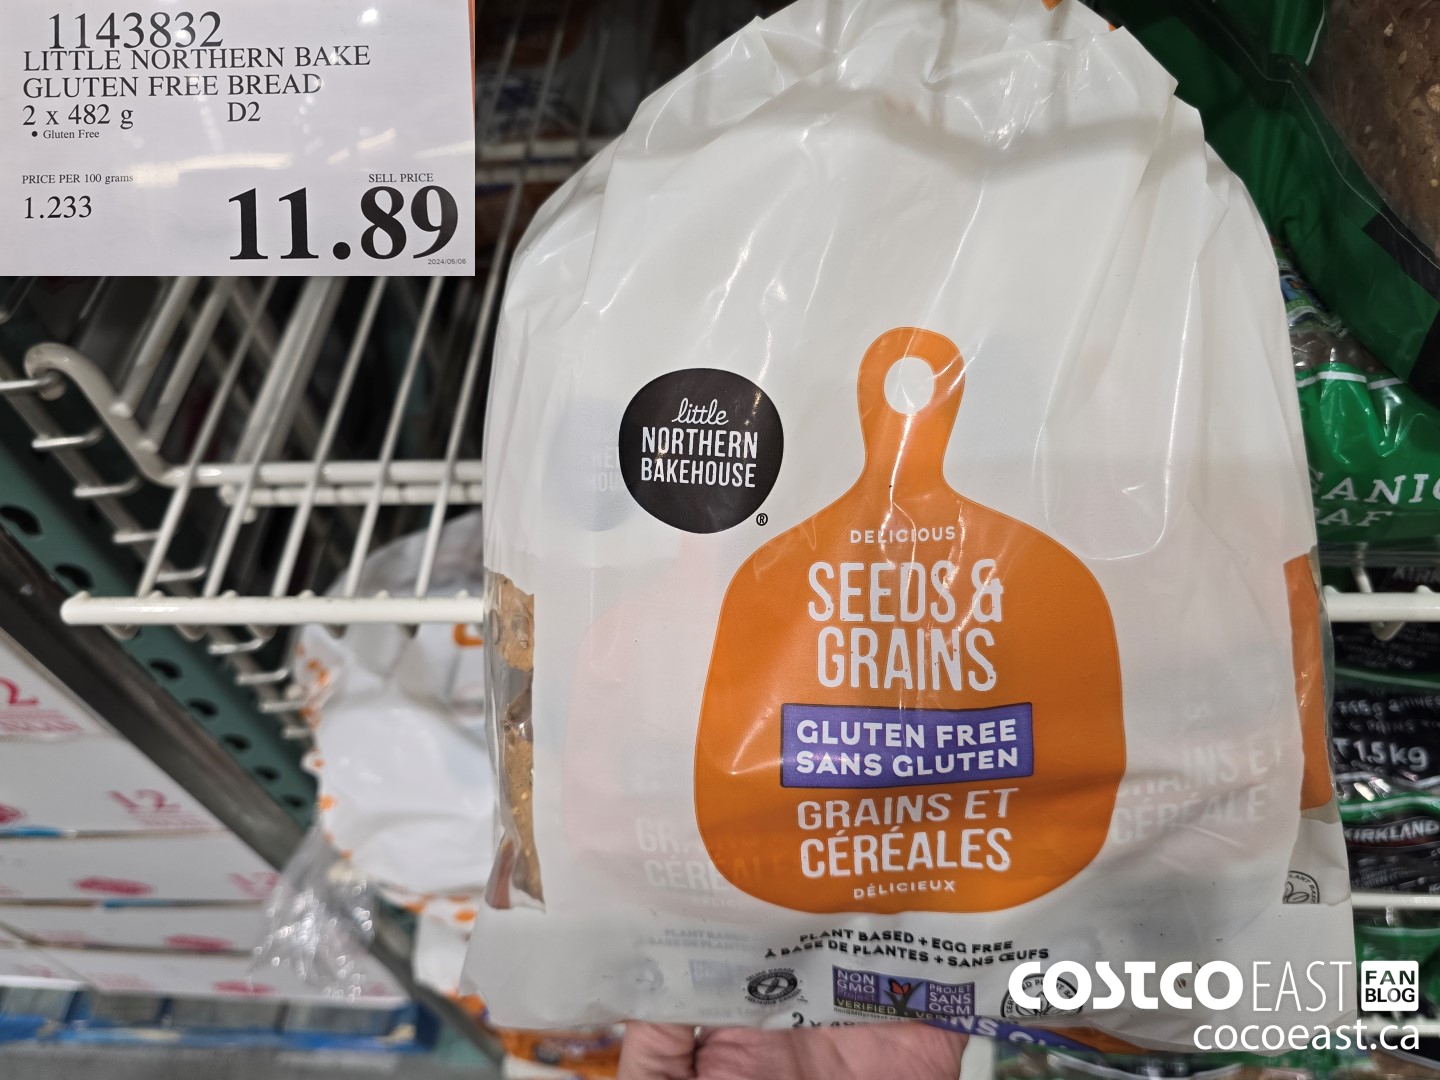 1143832
LITTLE NORTHERN BAKE
GLUTEN FREE BREAD
2 x 482 g D2
• Gluten Free
PRICE PER 100 grams
SELL PRICE
1.233
11.89
2024/05/06
little
NORTHERN
BAKEHOUSE
®
DELICIOUS
SEEDS &
GRAINS
GLUTEN FREE
SANS GLUTEN
GRAINS ET
CÉRÉALES
DÉLICIEUX
PLANT BASED + EGG FREE
À BASE DE PLANTES + SANS ŒUFS
NON
GMO
Project
VERIFIED
PROJET
SANS
OGM
2 x
1.5kg
KIRKLAND
12
COSTCO EAST FAN
BLOG
cocoeast.ca